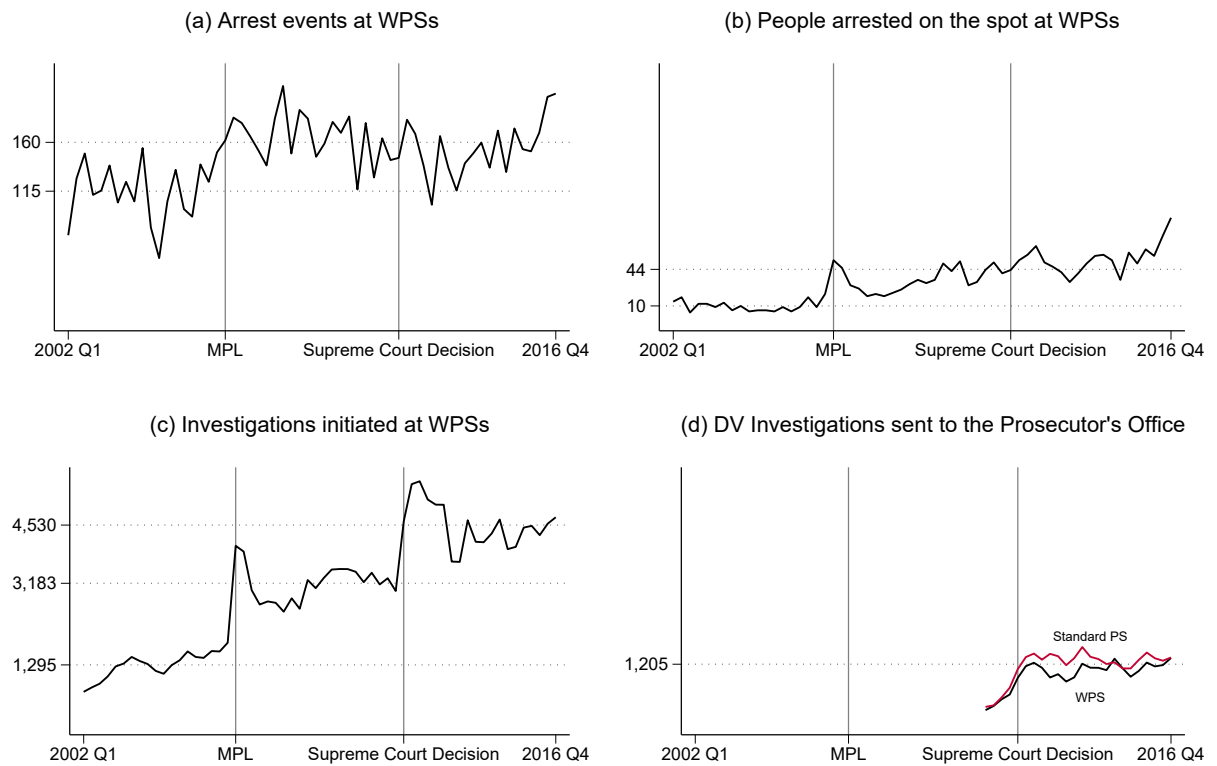 (a) Arrest events at WPSs
160
115
2002 Q1 MPL Supreme Court Decision 2016 Q4
(b) People arrested on the spot at WPSs
44
10
2002 Q1 MPL Supreme Court Decision 2016 Q4
(c) Investigations initiated at WPSs
4,530
3,183
1,295
2002 Q1 MPL Supreme Court Decision 2016 Q4
(d) DV Investigations sent to the Prosecutor's Office
Standard PS
1,205
WPS
2002 Q1 MPL Supreme Court Decision 2016 Q4